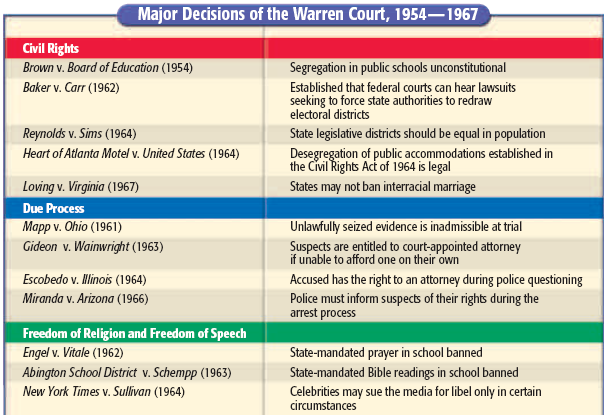 Major Decisions of the Warren Court, 1954—1967
Civil Rights
Brown v. Board of Education (1954) Segregation in public schools unconstitutional
Baker v. Carr (1962) Established that federal courts can hear lawsuits
seeking to force state authorities to redraw
electoral districts
Reynolds v. Sims (1964) State legislative districts should be equal in population
Heart of Atlanta Motel v. United States (1964) Desegregation of public accommodations established in
the Civil Rights Act of 1964 is legal
Loving v. Virginia (1967) States may not ban interracial marriage
Due Process
Mapp v. Ohio (1961) Unlawfully seized evidence is inadmissible at trial
Gideon v. Wainwright (1963) Suspects are entitled to court-appointed attorney
if unable to afford one on their own
Escobedo v. Illinois (1964) Accused has the right to an attorney during police questioning
Miranda v. Arizona (1966) Police must inform suspects of their rights during the
arrest process
Freedom of Religion and Freedom of Speech
Engel v. Vitale (1962) State-mandated prayer in school banned
Abington School District v. Schempp (1963) State-mandated Bible readings in school banned
New York Times v. Sullivan (1964) Celebrities may sue the media for libel only in certain
circumstances